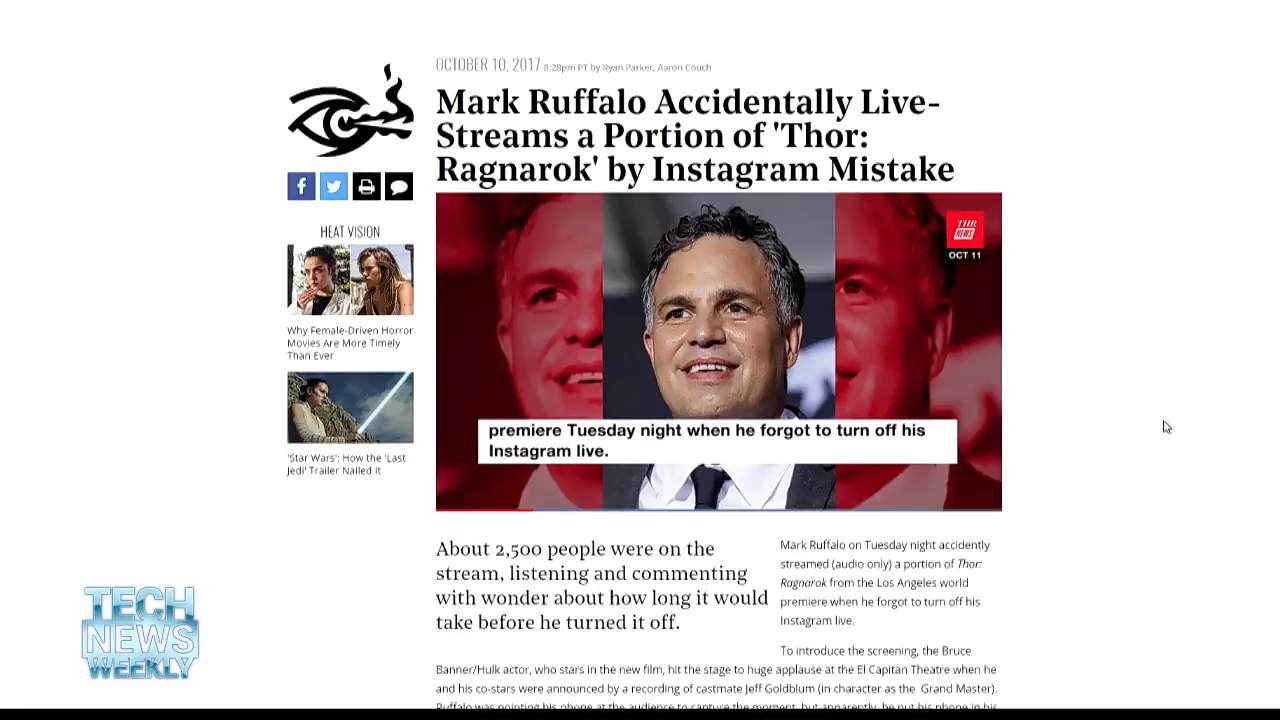 OCTOBER 10, 2017 8:28pm PT by Ryan Parker, Aaron Couch
Mark Ruffalo Accidentally Live-
Streams a Portion of 'Thor:
Ragnarok' by Instagram Mistake
HEAT VISION
Why Female-Driven Horror
Movies Are More Timely
Than Ever
'Star Wars': How the 'Last
Jedi' Trailer Nailed It
THR
NEWS
OCT 11
premiere Tuesday night when he forgot to turn off his
Instagram live.
About 2,500 people were on the
stream, listening and commenting
with wonder about how long it would
take before he turned it off.
Mark Ruffalo on Tuesday night accidently
streamed (audio only) a portion of Thor:
Ragnarok from the Los Angeles world
premiere when he forgot to turn off his
Instagram live.
To introduce the screening, the Bruce
Banner/Hulk actor, who stars in the new film, hit the stage to huge applause at the El Capitan Theatre when he
and his co-stars were announced by a recording of castmate Jeff Goldblum (in character as the Grand Master).
Ruffalo was pointing his phone at the audience to capture the moment, but apparently, he put his phone in his
TECH
NEWS
WEEKLY